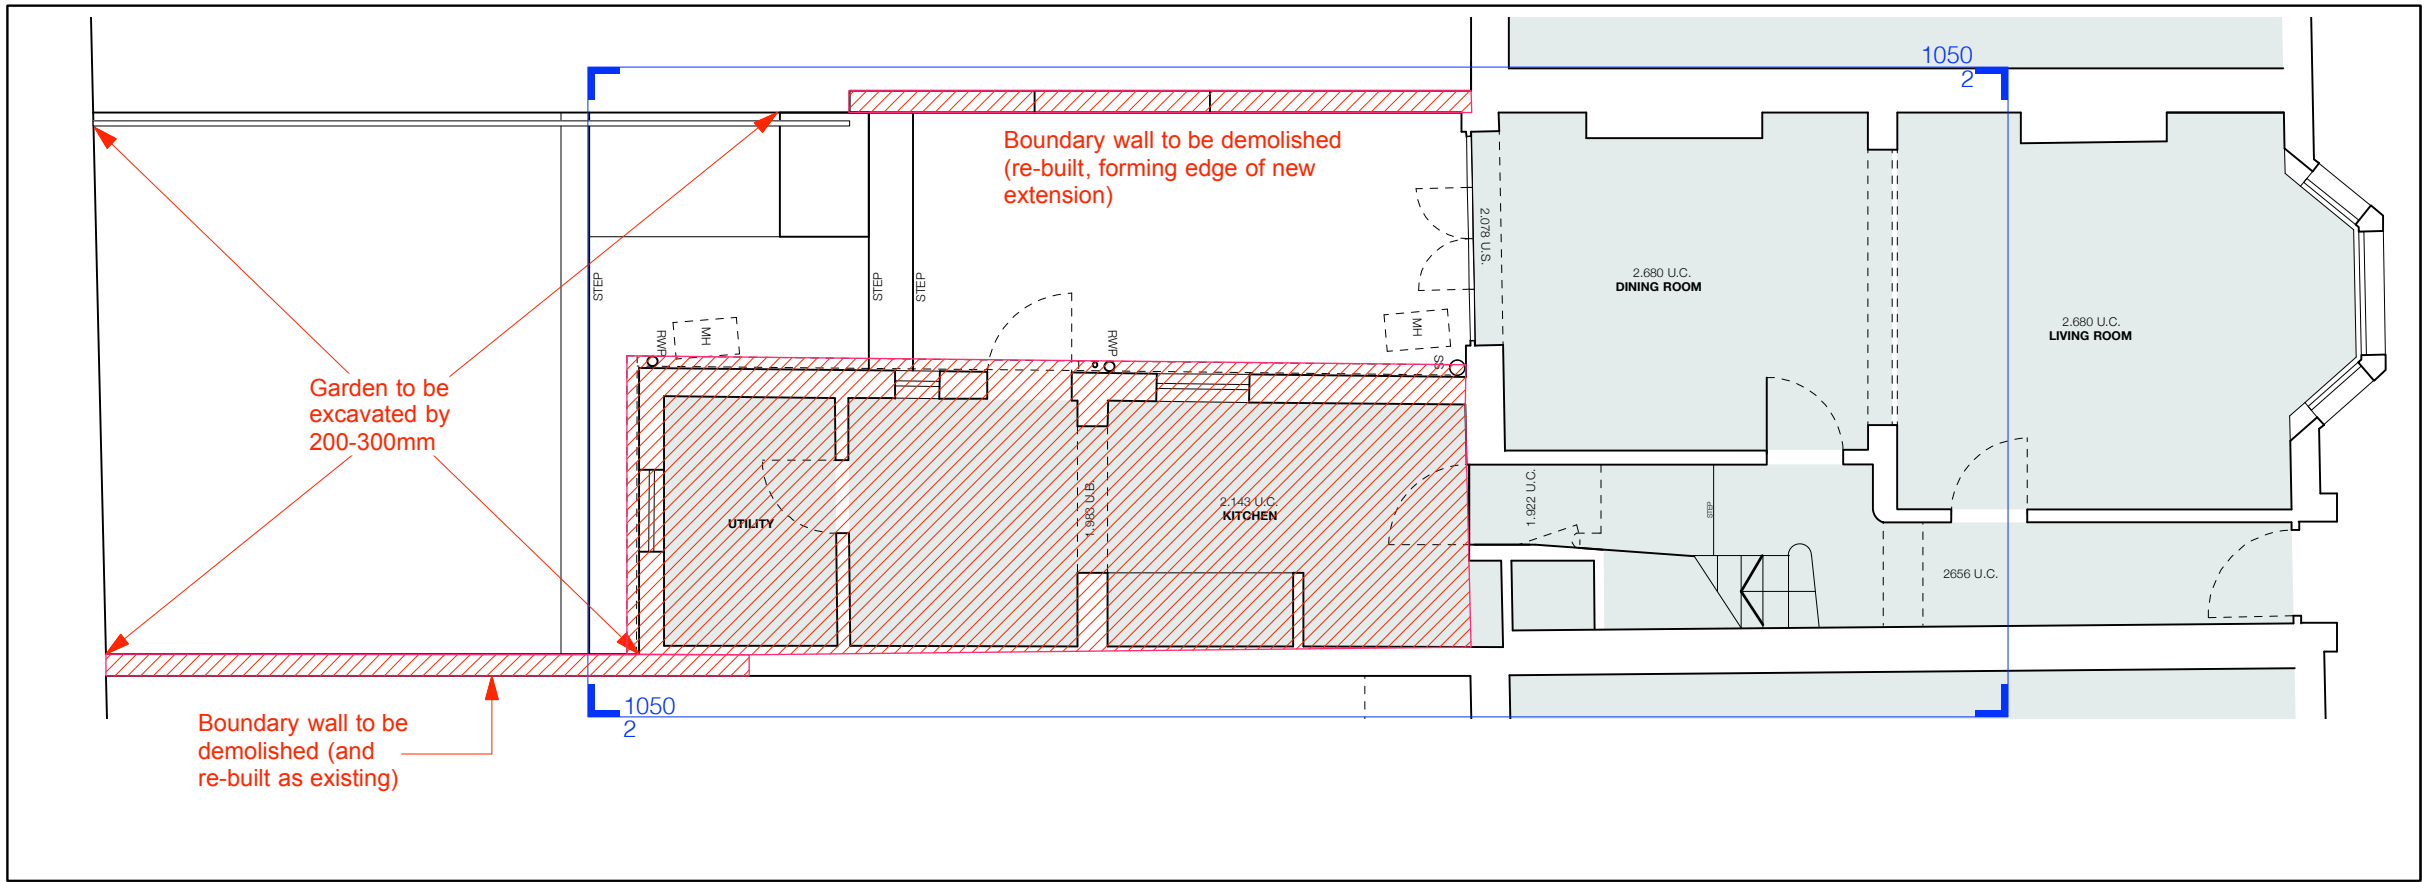 1050
2
Boundary wall to be demolished
(re-built, forming edge of new
extension)
2.078 U.S.
2.680 U.C.
DINING ROOM
2.680 U.C.
LIVING ROOM
STEP
STEP
STEP
RWP
MH
RWP
MH
SS
Garden to be
excavated by
200-300mm
UTILITY
1.983 U.B.
2.143 U.C.
KITCHEN
1.922 U.C.
STEP
2656 U.C.
1050
2
Boundary wall to be
demolished (and
re-built as existing)